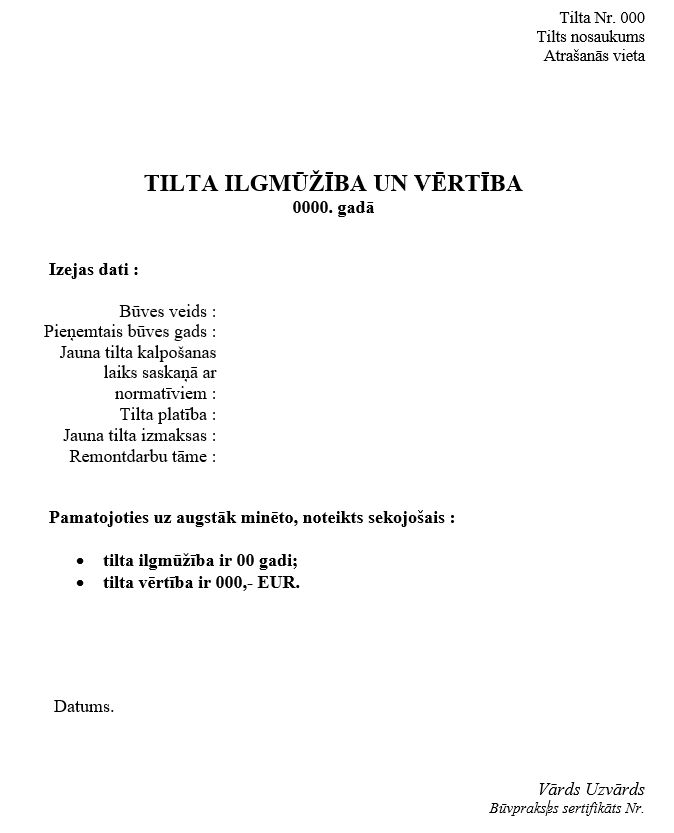 Tilta Nr. 000
Tilts nosaukums
Atrašanās vieta
TILTA ILGMŪŽĪBA UN VĒRTĪBA
0000. gadā
Izejas dati :
Būves veids :
Pieņemtais būves gads :
Jauna tilta kalpošanas
laiks saskaņā ar
normatīviem :
Tilta platība :
Jauna tilta izmaksas :
Remontdarbu tāme :
Pamatojoties uz augstāk minēto, noteikts sekojošais :
• tilta ilgmūžība ir 00 gadi;
• tilta vērtība ir 000,- EUR.
Datums.
Vārds Uzvārds
Būvpraksþs sertifikāts Nr.